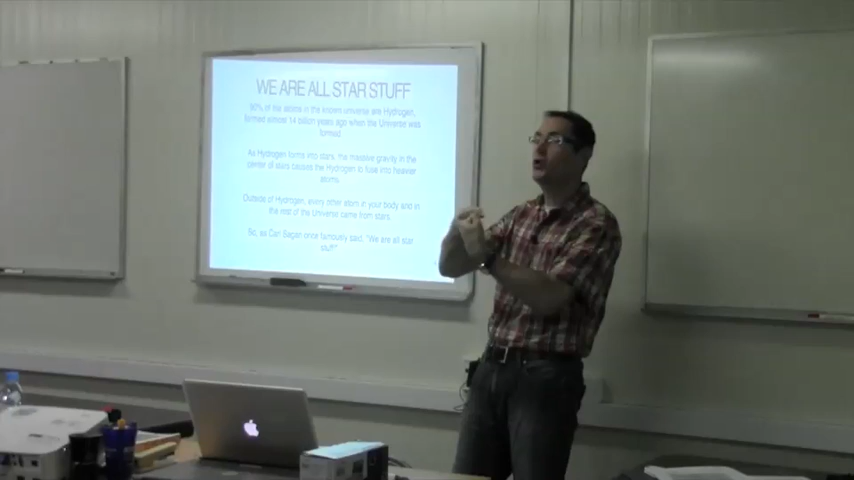 WE ARE ALL STAR STUFF
90% of the atoms in the known universe are Hydrogen,
formed almost 14 billion years ago when the Universe was
formed.
As Hydrogen forms into stars, the massive gravity in the
center of stars causes the Hydrogen to fuse into heavier
atoms.
Outside of Hydrogen, every other atom in your body and in
the rest of the Universe came from stars.
So, as Carl Sagan once famously said, "We are all star
stuff!"